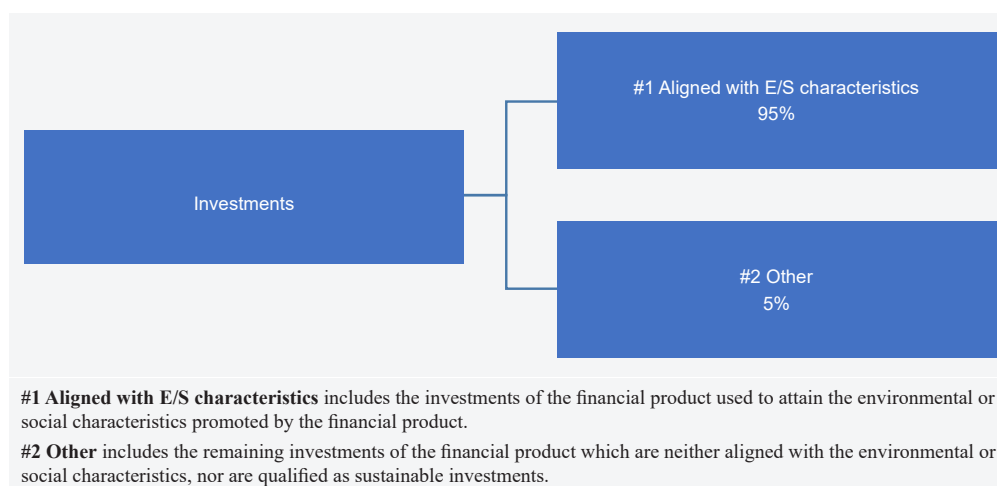 #1 Aligned with E/S characteristics
95%
Investments
#2 Other
5%
#1 Aligned with E/S characteristics includes the investments of the financial product used to attain the environmental or
social characteristics promoted by the financial product.
#2 Other includes the remaining investments of the financial product which are neither aligned with the environmental or
social characteristics, nor are qualified as sustainable investments.